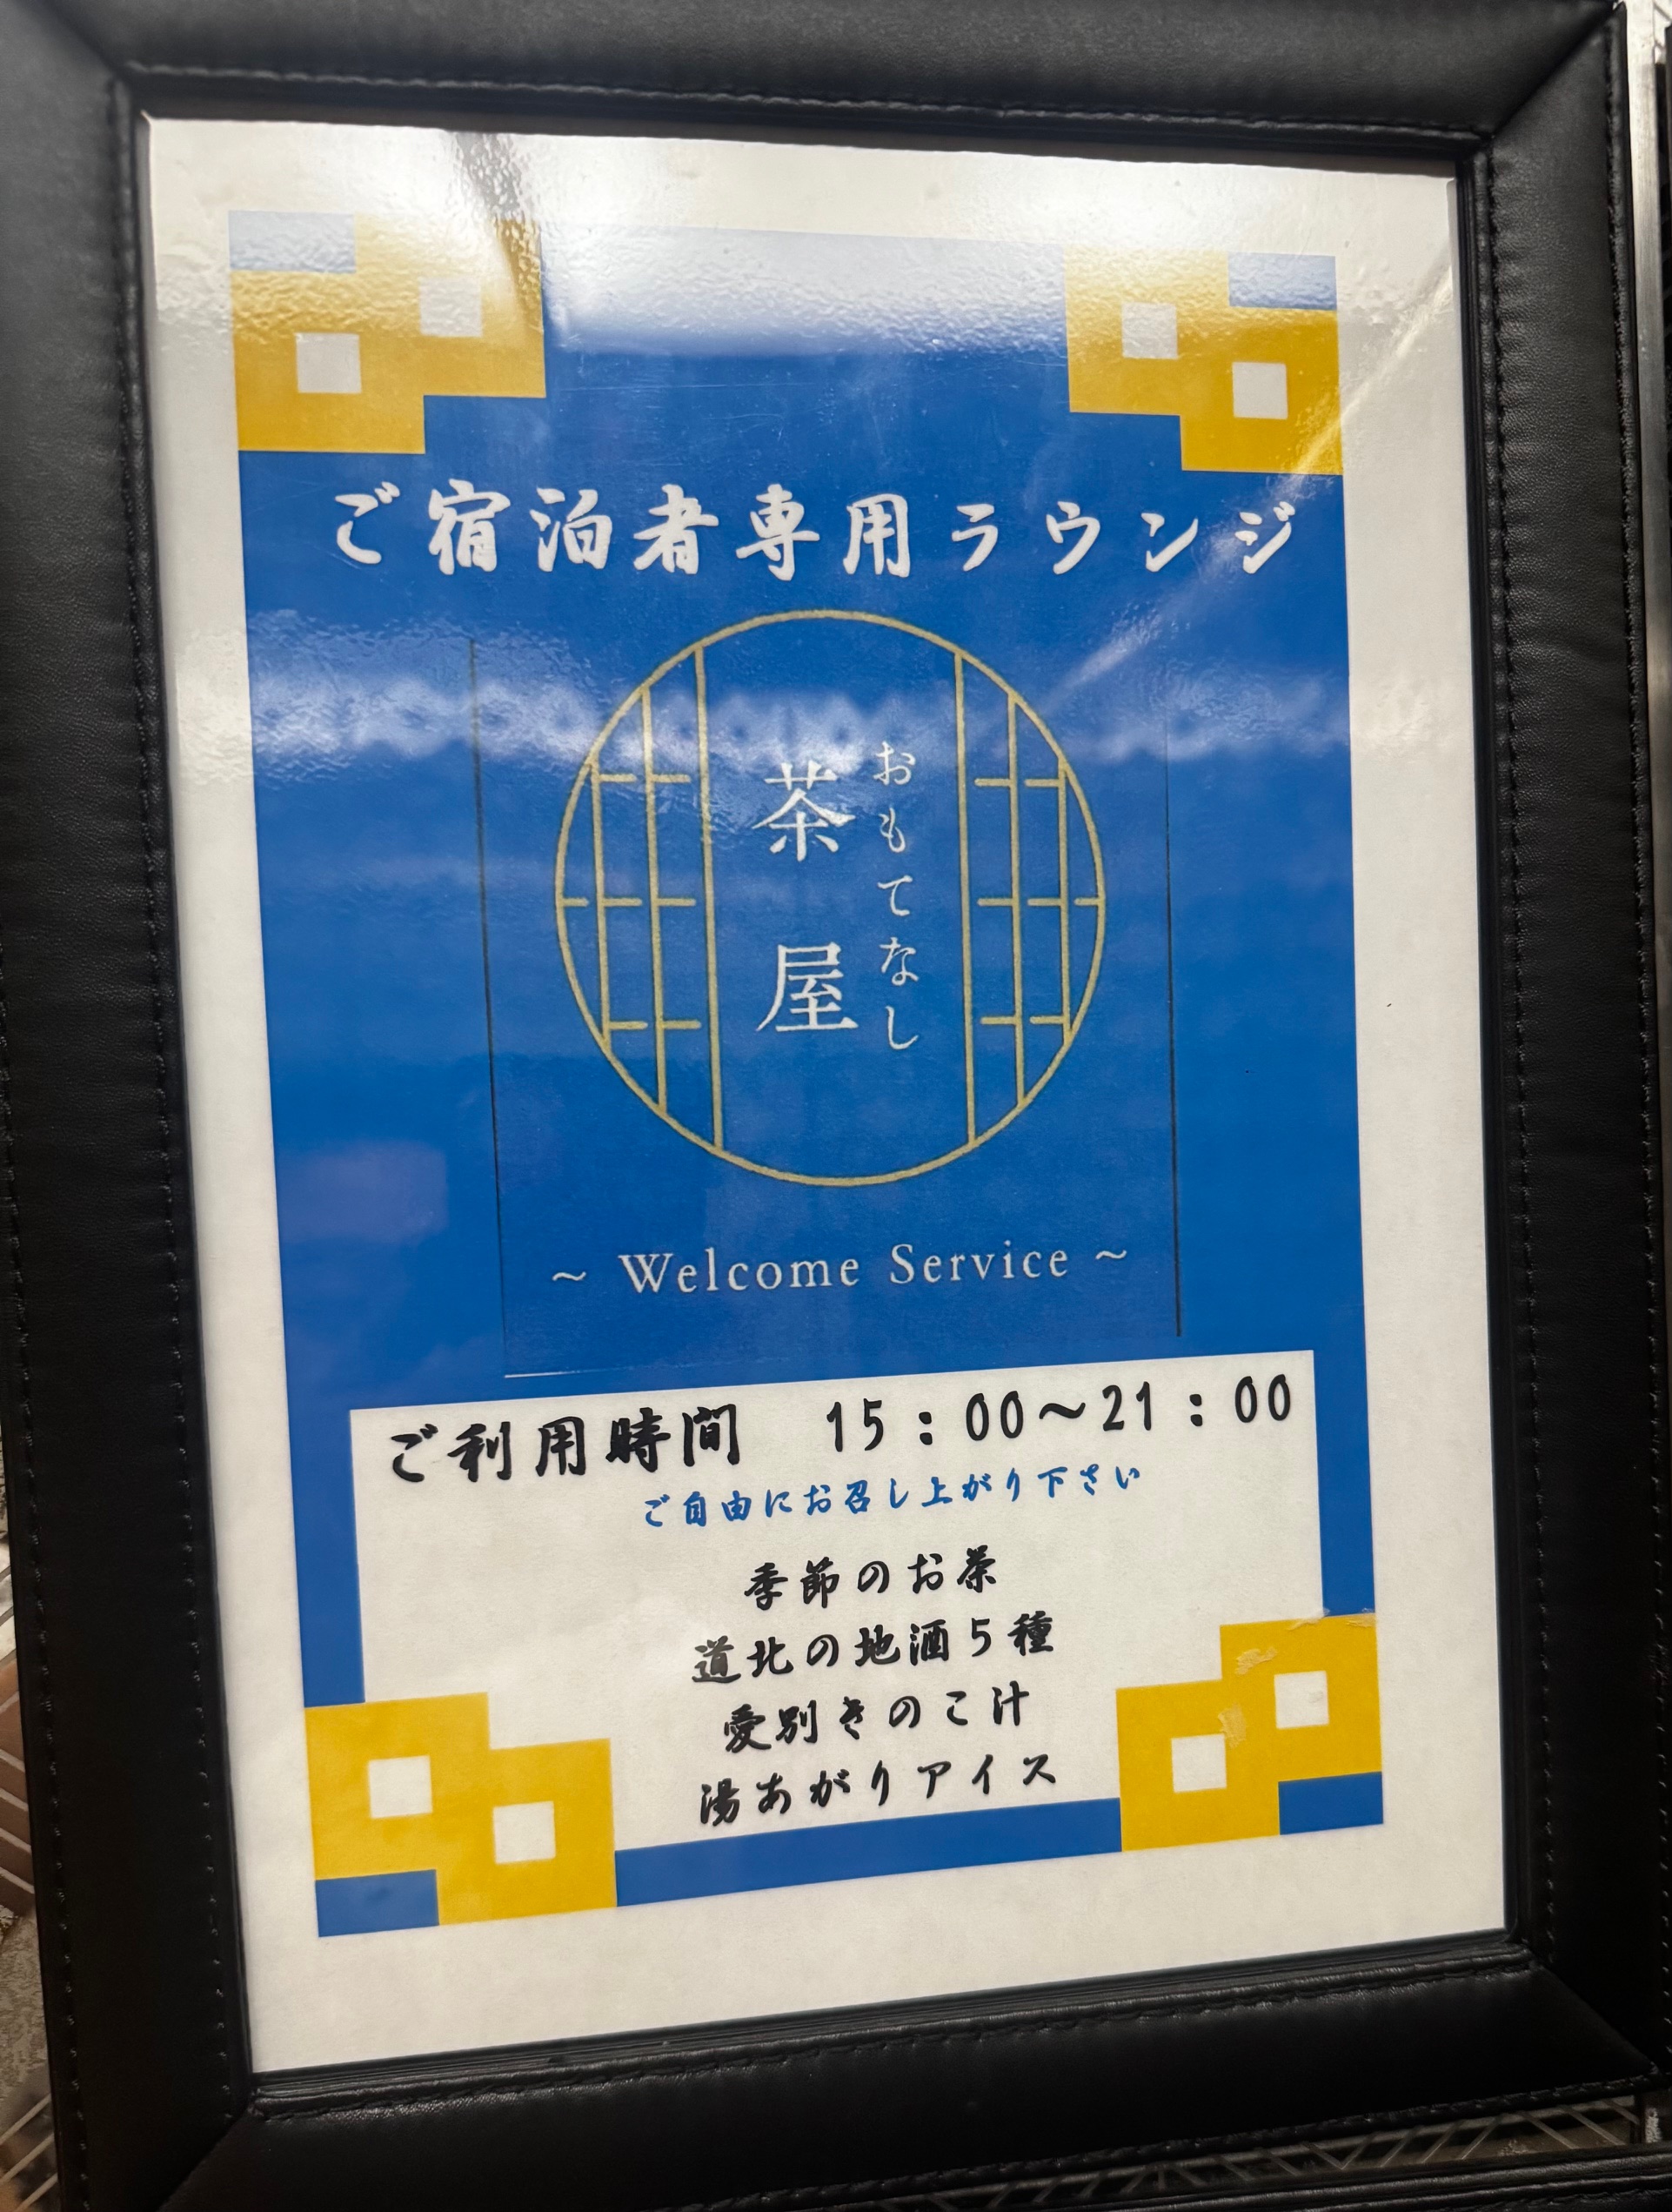 ご宿泊者専用ラウンジ
おもてなし
茶屋
~ Welcome Service ~
ご利用時間　15：00～21：00
ご自由にお召し上がり下さい
季節のお茶
道北の地酒5種
愛別きのこ汁
湯あがりアイス